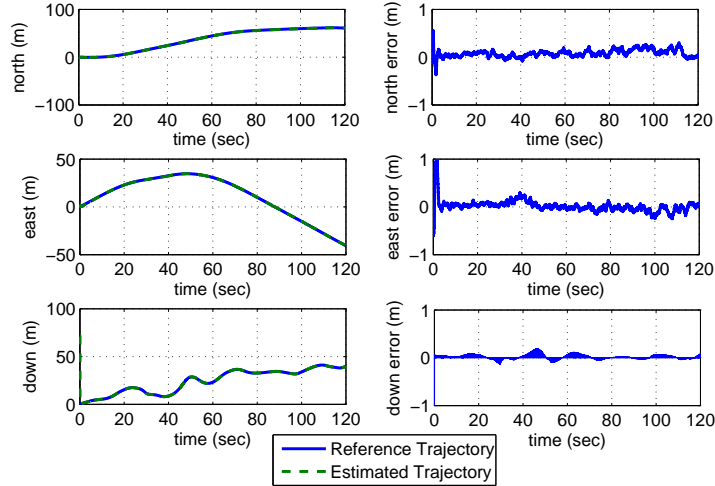 100
0
−100
0 20 40 60 80 100 120
time (sec)
north (m)
1
0
−1
0 20 40 60 80 100 120
time (sec)
north error (m)
50
0
−50
0 20 40 60 80 100 120
time (sec)
east (m)
1
0
−1
0 20 40 60 80 100 120
time (sec)
east error (m)
100
50
0
0 20 40 60 80 100 120
time (sec)
down (m)
1
0
−1
0 20 40 60 80 100 120
time (sec)
down error (m)
Reference Trajectory
Estimated Trajectory